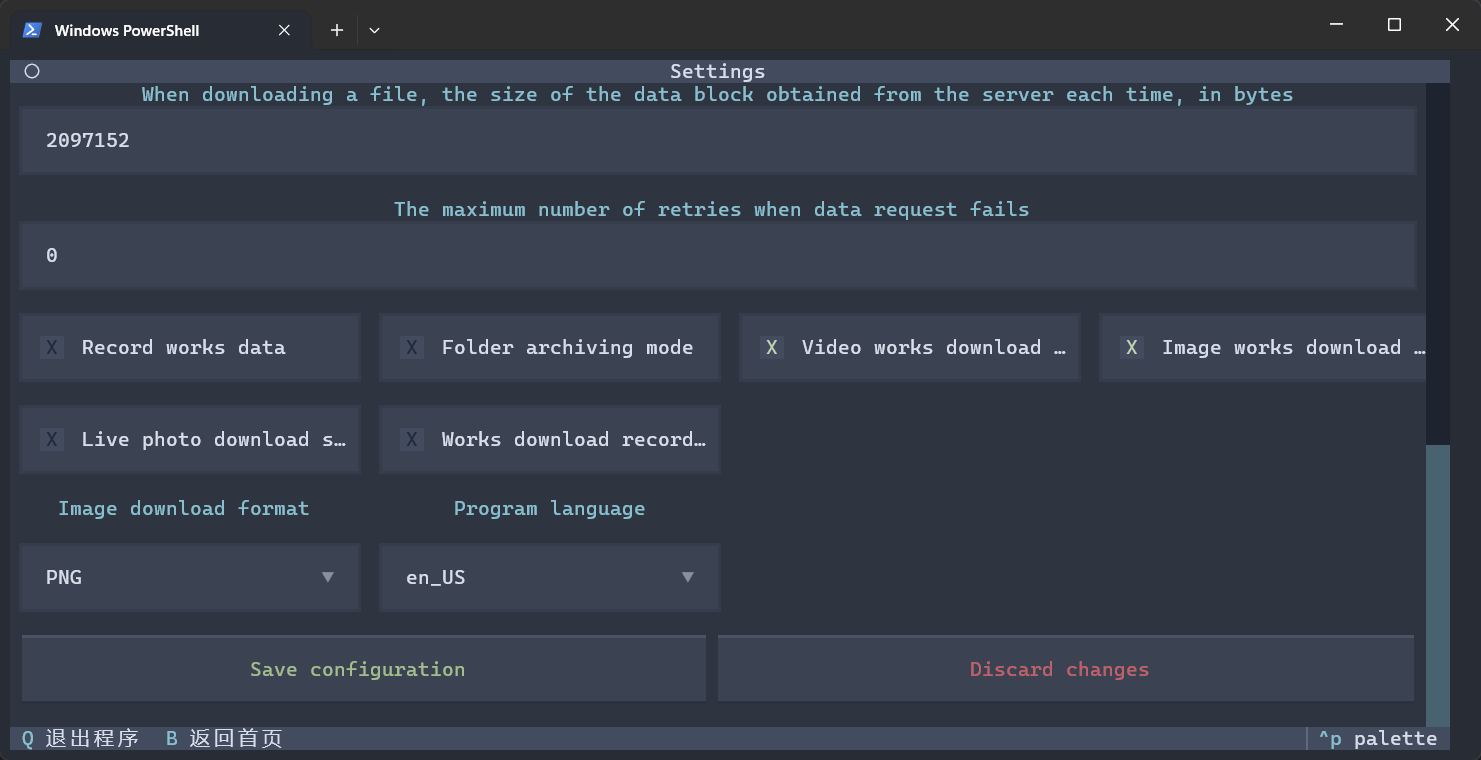 Windows PowerShell
Settings
When downloading a file, the size of the data block obtained from the server each time, in bytes
2097152
The maximum number of retries when data request fails
0
X Record works data X Folder archiving mode X Video works download … X Image works download …
X Live photo download s… X Works download record…
Image download format Program language
PNG ▼ en_US ▼
Save configuration Discard changes
Q 退出程序 B 返回首页 ^p palette